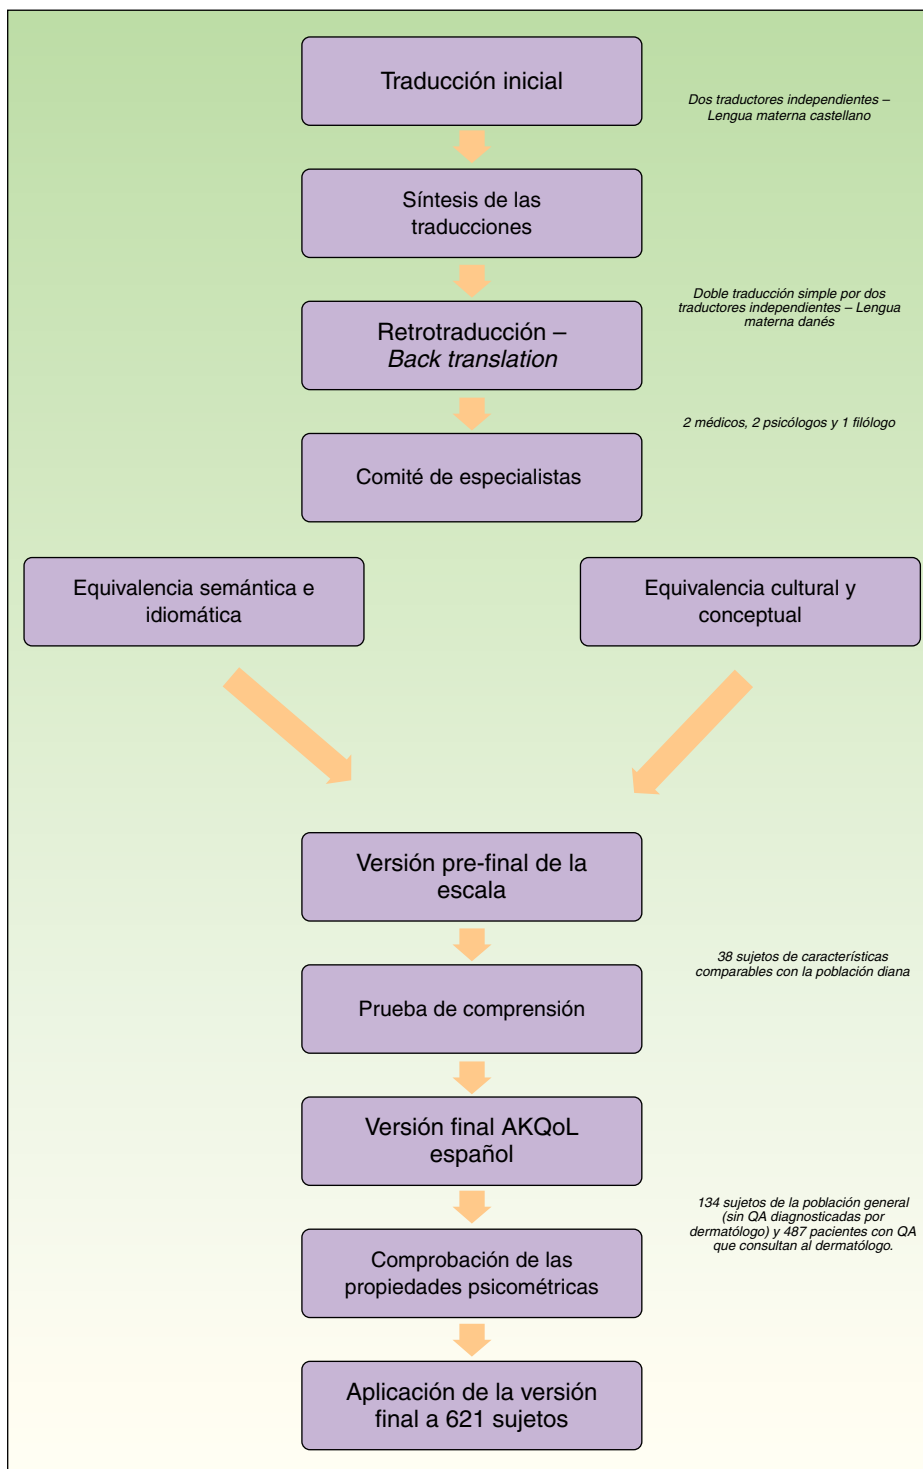 Traducción inicial
Dos traductores independientes –
Lengua materna castellano
Síntesis de las
traducciones
Doble traducción simple por dos
traductores independientes – Lengua
materna danés
Retrotraducción –
Back translation
2 médicos, 2 psicólogos y 1 filólogo
Comité de especialistas
Equivalencia semántica e
idiomática
Equivalencia cultural y
conceptual
Versión pre-final de la
escala
38 sujetos de características
comparables con la población diana
Prueba de comprensión
Versión final AKQoL
español
134 sujetos de la población general
(sin QA diagnosticadas por
dermatólogo) y 487 pacientes con QA
que consultan al dermatólogo.
Comprobación de las
propiedades psicométricas
Aplicación de la versión
final a 621 sujetos